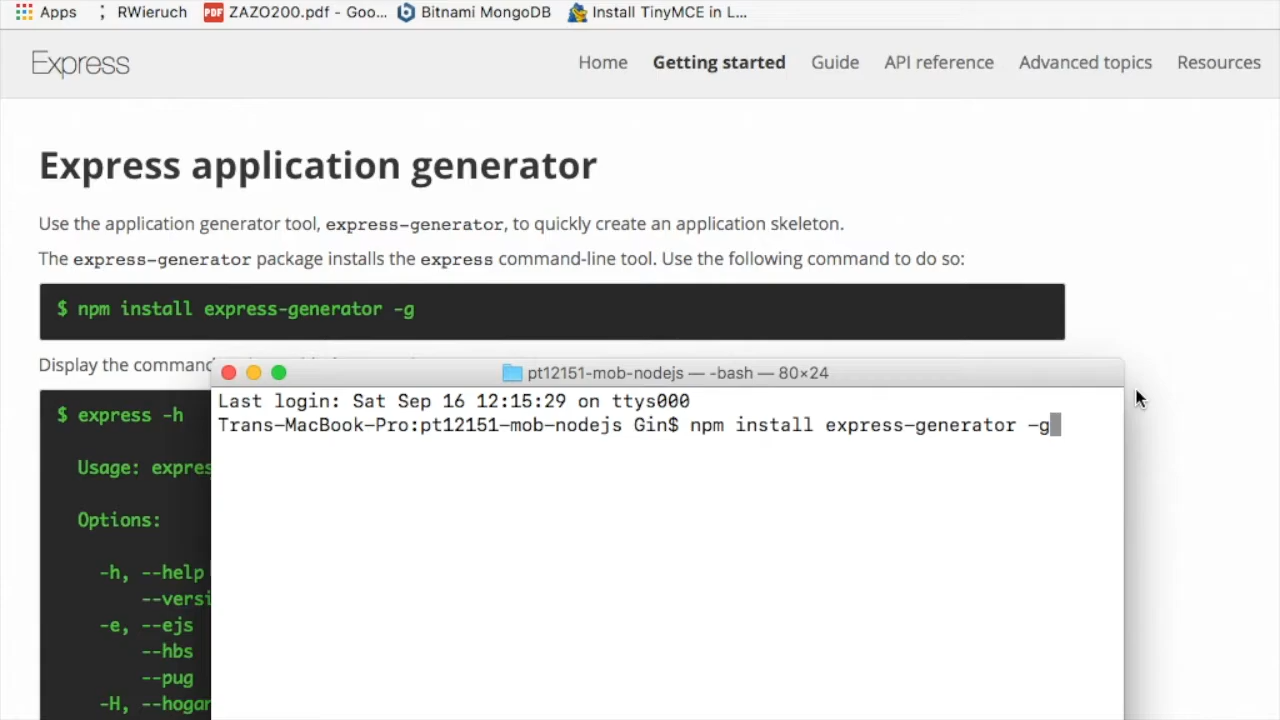 Apps
RWieruch
PDF
ZAZO200.pdf - Goo...
Bitnami MongoDB
Install TinyMCE in L...
Express
Home
Getting started
Guide
API reference
Advanced topics
Resources
Express application generator
Use the application generator tool, express-generator, to quickly create an application skeleton.
The express-generator package installs the express command-line tool. Use the following command to do so:
$ npm install express-generator -g
Display the command
pt12151-mob-nodejs — -bash — 80×24
Last login: Sat Sep 16 12:15:29 on ttys000
Trans-MacBook-Pro:pt12151-mob-nodejs Gin$ npm install express-generator -g
$ express -h
Usage: expres
Options:
-h, --help
--versi
-e, --ejs
--hbs
--pug
-H, --hogan